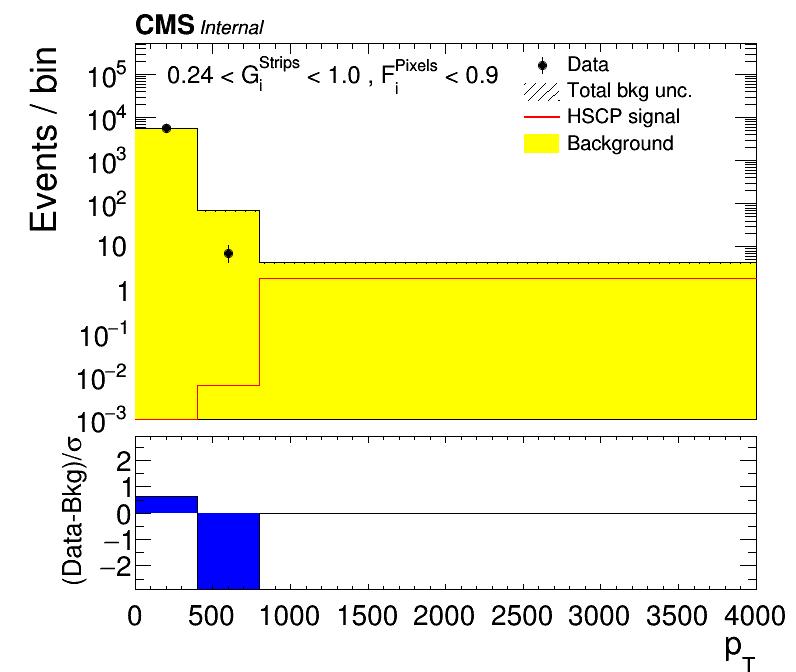 CMS Internal
0.24 < G_i^Strips < 1.0 , F_i^Pixels < 0.9
Data
Total bkg unc.
HSCP signal
Background
Events / bin
10^5
10^4
10^3
10^2
10
1
10^−1
10^−2
10^−3
(Data-Bkg)/σ
2
1
0
−1
−2
0 500 1000 1500 2000 2500 3000 3500 4000
p_T